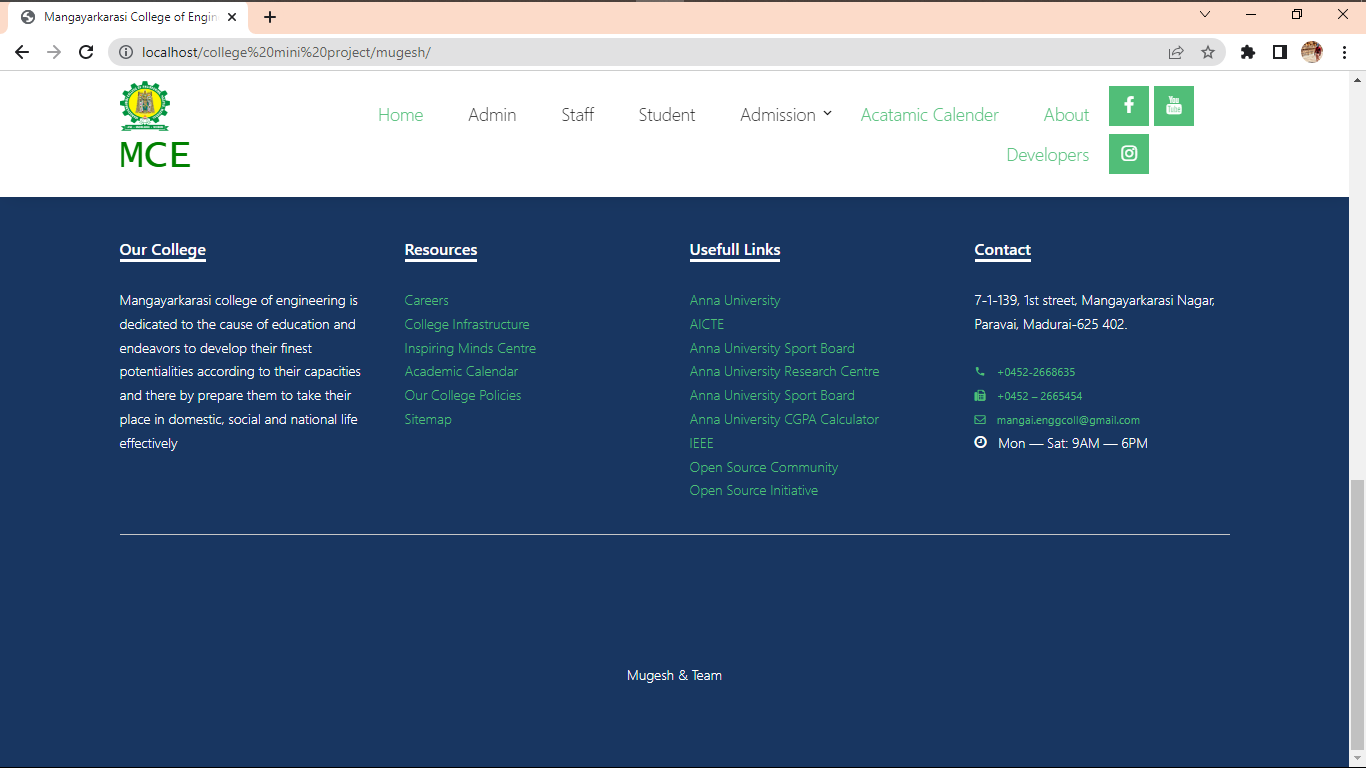 Mangayarkarasi College of Engin
localhost/college%20mini%20project/mugesh/
MCE
Home Admin Staff Student Admission Acatamic Calender About
Developers
You Tube
Our College
Mangayarkarasi college of engineering is
dedicated to the cause of education and
endeavors to develop their finest
potentialities according to their capacities
and there by prepare them to take their
place in domestic, social and national life
effectively
Resources
Careers
College Infrastructure
Inspiring Minds Centre
Academic Calendar
Our College Policies
Sitemap
Usefull Links
Anna University
AICTE
Anna University Sport Board
Anna University Research Centre
Anna University Sport Board
Anna University CGPA Calculator
IEEE
Open Source Community
Open Source Initiative
Contact
7-1-139, 1st street, Mangayarkarasi Nagar,
Paravai, Madurai-625 402.
+0452-2668635
+0452 – 2665454
mangai.enggcoll@gmail.com
Mon — Sat: 9AM — 6PM
Mugesh & Team